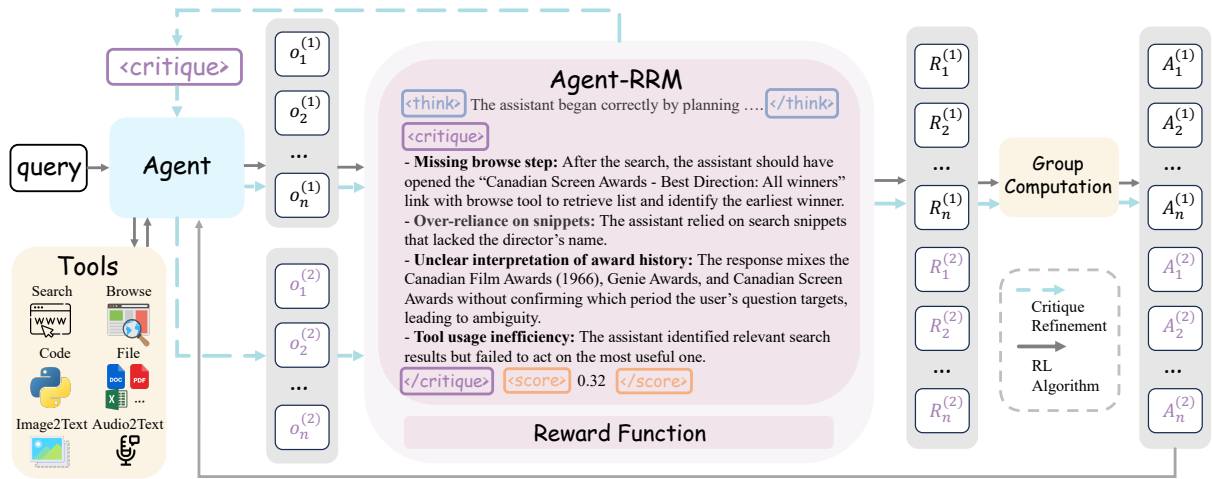 <critique>
query
Agent
Tools
Search
Browse
WWW
Code
File
DOC
PDF
X
...
Image2Text
Audio2Text
o_1^{(1)}
o_2^{(1)}
...
o_n^{(1)}
o_1^{(2)}
o_2^{(2)}
...
o_n^{(2)}
Agent-RRM
<think> The assistant began correctly by planning .... </think>
<critique>
- Missing browse step: After the search, the assistant should have
opened the “Canadian Screen Awards - Best Direction: All winners”
link with browse tool to retrieve list and identify the earliest winner.
- Over-reliance on snippets: The assistant relied on search snippets
that lacked the director’s name.
- Unclear interpretation of award history: The response mixes the
Canadian Film Awards (1966), Genie Awards, and Canadian Screen
Awards without confirming which period the user’s question targets,
leading to ambiguity.
- Tool usage inefficiency: The assistant identified relevant search
results but failed to act on the most useful one.
</critique> <score> 0.32 </score>
Reward Function
R_1^{(1)}
R_2^{(1)}
...
R_n^{(1)}
R_1^{(2)}
R_2^{(2)}
...
R_n^{(2)}
Group
Computation
Critique
Refinement
RL
Algorithm
A_1^{(1)}
A_2^{(1)}
...
A_n^{(1)}
A_1^{(2)}
A_2^{(2)}
...
A_n^{(2)}